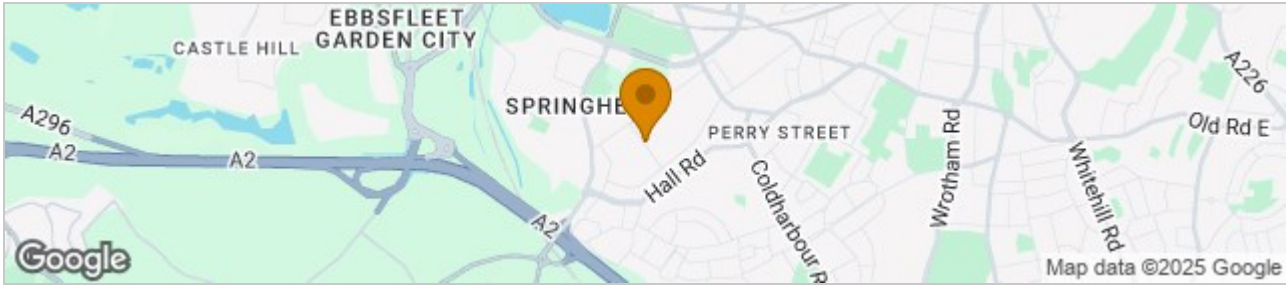 EBBSFLEET
GARDEN CITY
CASTLE HILL
SPRINGHE
A296
A2
A2
A2
Hall Rd
PERRY STREET
Coldharbour R
Wrotham Rd
Whitehill Rd
Old Rd E
A226
Google
Map data ©2025 Google